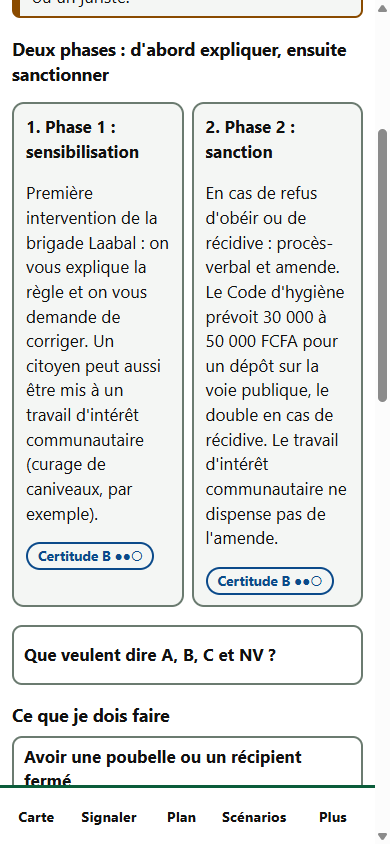 ou un juriste.
Deux phases : d'abord expliquer, ensuite
sanctionner
1. Phase 1 :
sensibilisation
Première
intervention de la
brigade Laabal : on
vous explique la
règle et on vous
demande de
corriger. Un
citoyen peut aussi
être mis à un
travail d'intérêt
communautaire
(curage de
caniveaux, par
exemple).
Certitude B ●●○
2. Phase 2 :
sanction
En cas de refus
d'obéir ou de
récidive : procès-
verbal et amende.
Le Code d'hygiène
prévoit 30 000 à
50 000 FCFA pour
un dépôt sur la
voie publique, le
double en cas de
récidive. Le travail
d'intérêt
communautaire ne
dispense pas de
l'amende.
Certitude B ●●○
Que veulent dire A, B, C et NV ?
Ce que je dois faire
Avoir une poubelle ou un récipient
fermé
Carte Signaler Plan Scénarios Plus